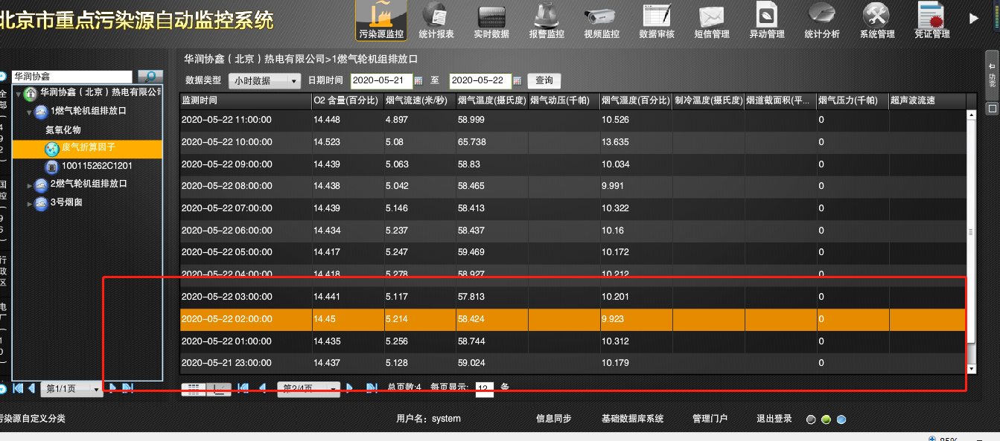 北京市重点污染源自动监控系统
污染源监控 统计报表 实时数据 报警监控 视频监控 数据审核 短信管理 异动管理 统计分析 系统管理 凭证管理
华润协鑫（北京）热电有限公司>1燃气轮机组排放口
数据类型 小时数据 日期时间 2020-05-21 至 2020-05-22 查询
华润协鑫
华润协鑫（北京）热电有限公司
1燃气轮机组排放口
氮氧化物
废气折算因子
100115262C1201
2燃气轮机组排放口
3号烟囱
监测时间 O2 含量(百分比) 烟气流速(米/秒) 烟气温度(摄氏度) 烟气动压(千帕) 烟气湿度(百分比) 制冷温度(摄氏度) 烟道截面积(平... 烟气压力(千帕) 超声波流速
2020-05-22 11:00:00 14.448 4.897 58.999 10.526 0
2020-05-22 10:00:00 14.523 5.08 65.738 13.635 0
2020-05-22 09:00:00 14.439 5.063 58.83 10.034 0
2020-05-22 08:00:00 14.438 5.042 58.465 9.991 0
2020-05-22 07:00:00 14.439 5.146 58.413 10.322 0
2020-05-22 06:00:00 14.434 5.237 58.437 10.16 0
2020-05-22 05:00:00 14.417 5.247 59.469 10.172 0
2020-05-22 04:00:00 14.418 5.278 58.927 10.212 0
2020-05-22 03:00:00 14.441 5.117 57.813 10.201 0
2020-05-22 02:00:00 14.45 5.214 58.424 9.923 0
2020-05-22 01:00:00 14.435 5.256 58.744 10.312 0
2020-05-21 23:00:00 14.437 5.128 59.024 10.179 0
第1/1页
第2/4页 总页数:4 每页显示: 12 条
污染源自定义分类
用户名：system 信息同步 基础数据库系统 管理门户 退出登录
85%